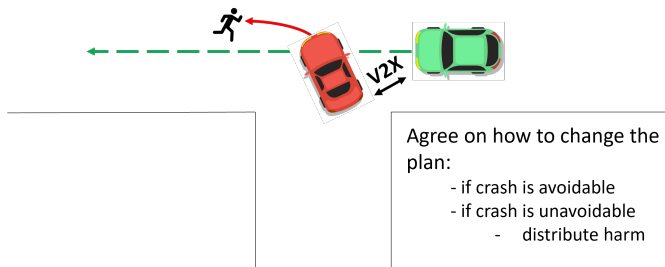 V2X
Agree on how to change the
plan:
- if crash is avoidable
- if crash is unavoidable
- distribute harm